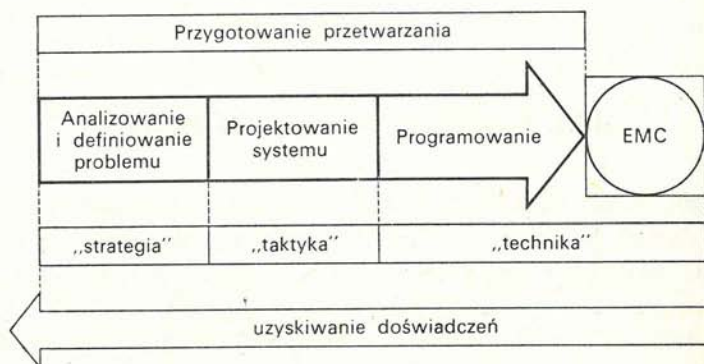 Przygotowanie przetwarzania
Analizowanie
i definiowanie
problemu
Projektowanie
systemu
Programowanie
EMC
„strategia”
„taktyka”
„technika”
uzyskiwanie doświadczeń